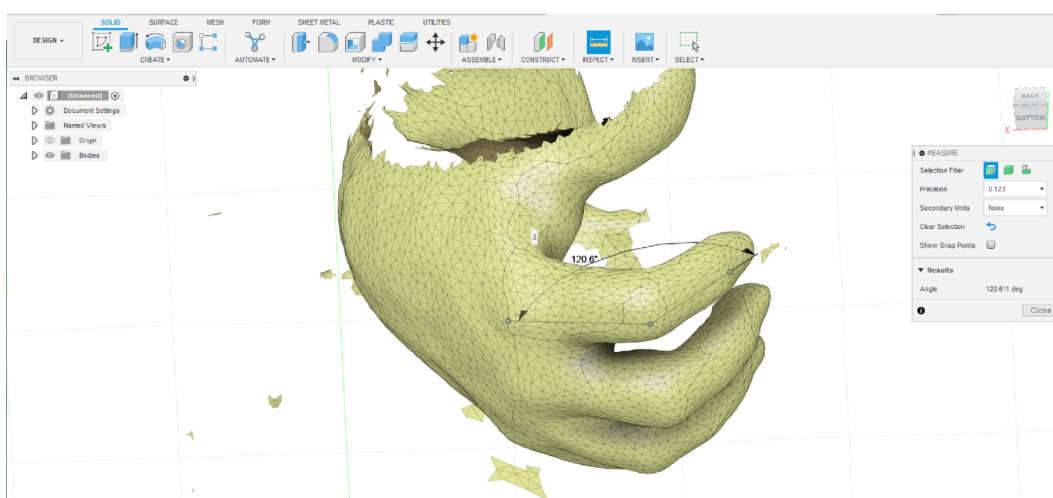 SOLID SURFACE MESH FORM SHEET METAL PLASTIC UTILITIES
DESIGN
CREATE AUTOMATE MODIFY ASSEMBLE CONSTRUCT INSPECT INSERT SELECT
BROWSER
(Unsaved)
Document Settings
Named Views
Origin
Bodies
BACK
BOTTOM
X
MEASURE
Selection Filter
Precision 0.123
Secondary Units None
Clear Selection
Show Snap Points
Results
Angle 120.611 deg
Close
3
120.6°